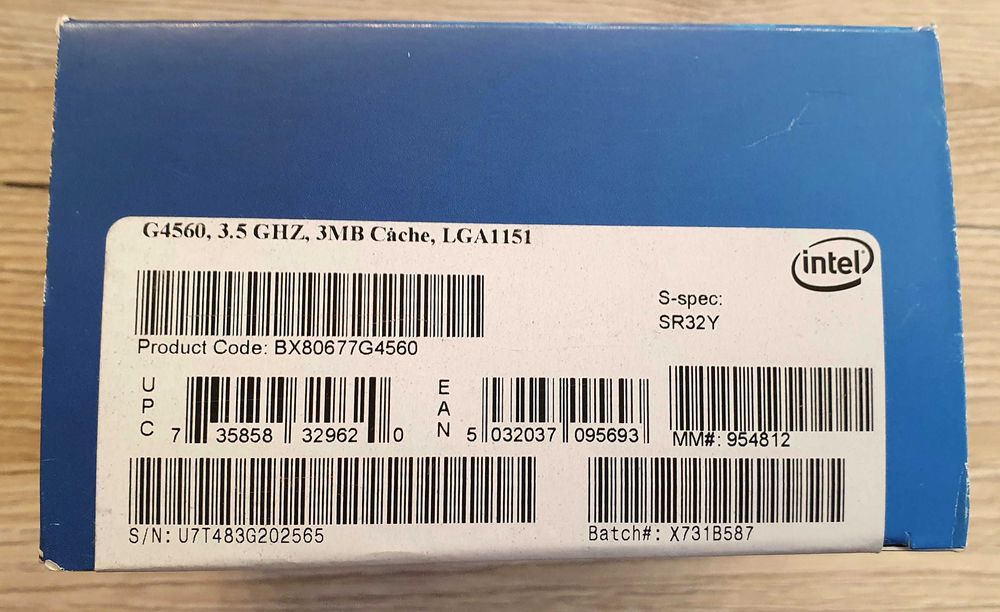 G4560, 3.5 GHZ, 3MB Cache, LGA1151
intel
S-spec:
SR32Y
Product Code: BX80677G4560
UPC 7 35858 32962 0
EAN 5 032037 095693
MM#: 954812
S/N: U7T483G202565
Batch#: X731B587